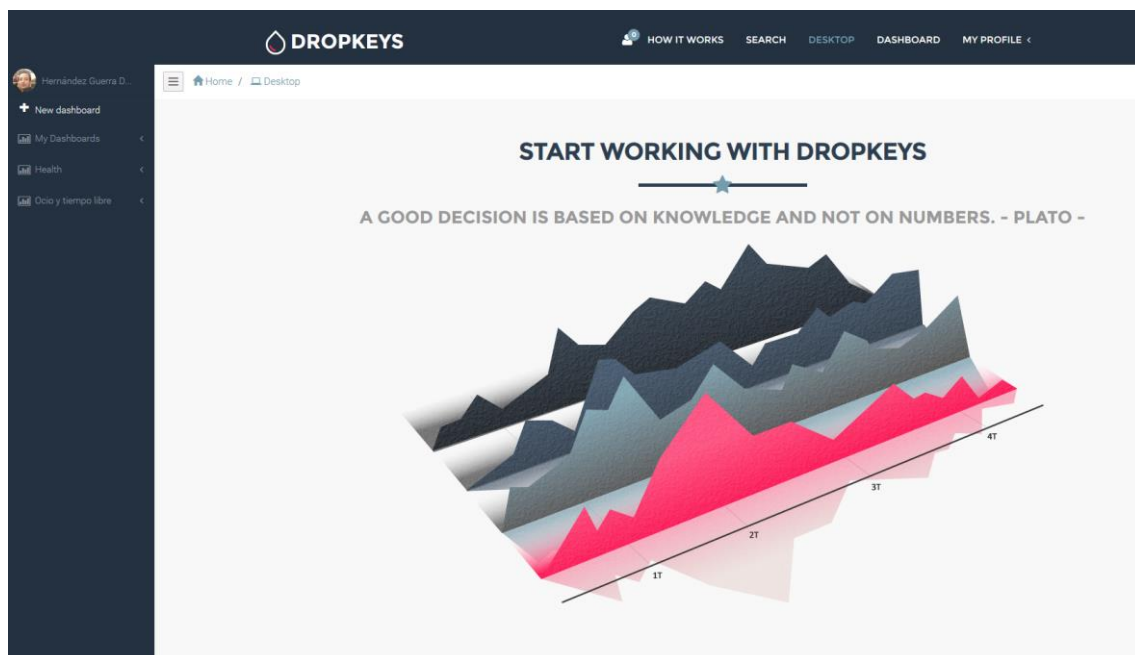 DROPKEYS
0
HOW IT WORKS SEARCH DESKTOP DASHBOARD MY PROFILE <
Hernández Guerra D...
Home / Desktop
New dashboard
My Dashboards <
Health <
Ocio y tiempo libre <
START WORKING WITH DROPKEYS
A GOOD DECISION IS BASED ON KNOWLEDGE AND NOT ON NUMBERS. - PLATO -
4T
3T
2T
1T